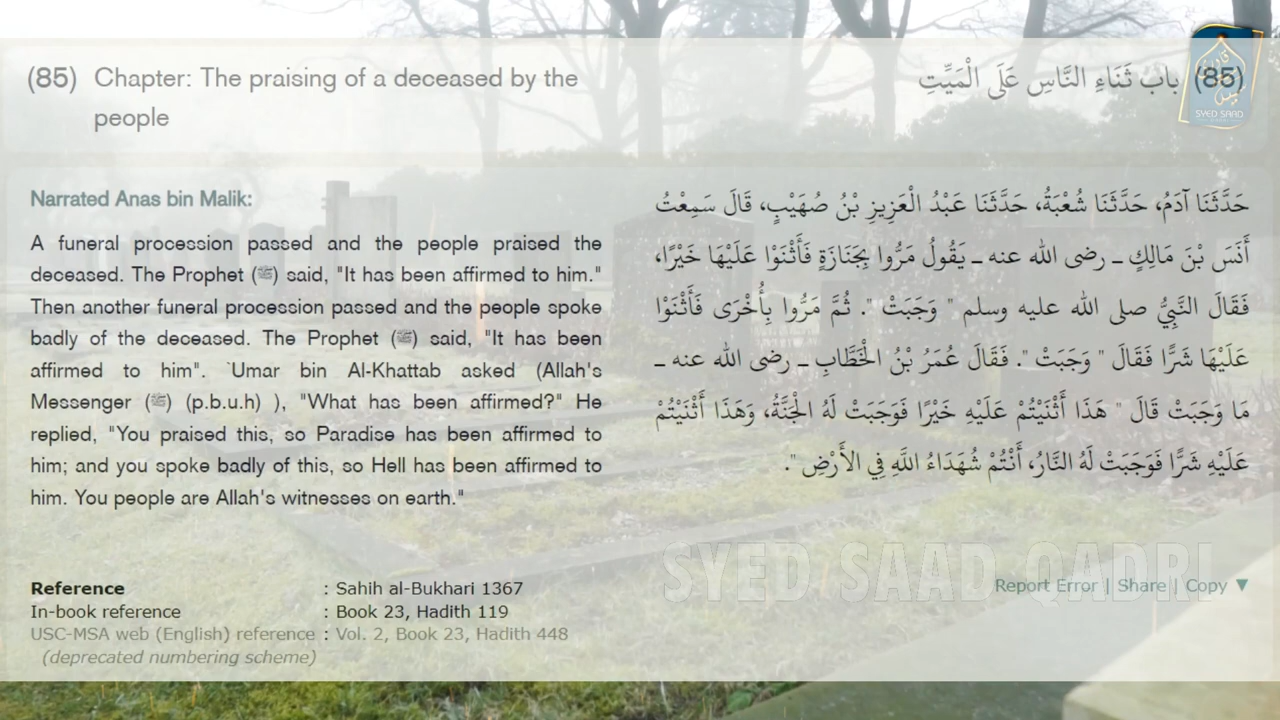 (85) Chapter: The praising of a deceased by the
people
(85) باب ثَنَاءِ النَّاسِ عَلَى الْمَيِّتِ
SYED SAAD
Narrated Anas bin Malik:
A funeral procession passed and the people praised the
deceased. The Prophet (ﷺ) said, "It has been affirmed to him."
Then another funeral procession passed and the people spoke
badly of the deceased. The Prophet (ﷺ) said, "It has been
affirmed to him". `Umar bin Al-Khattab asked (Allah's
Messenger (ﷺ) (p.b.u.h) ), "What has been affirmed?" He
replied, "You praised this, so Paradise has been affirmed to
him; and you spoke badly of this, so Hell has been affirmed to
him. You people are Allah's witnesses on earth."
حَدَّثَنَا آدَمُ، حَدَّثَنَا شُعْبَةُ، حَدَّثَنَا عَبْدُ الْعَزِيزِ بْنُ صُهَيْبٍ، قَالَ سَمِعْتُ
أَنَسَ بْنَ مَالِكٍ ـ رضى الله عنه ـ يَقُولُ مَرُّوا بِجَنَازَةٍ فَأَثْنَوْا عَلَيْهَا خَيْرًا،
فَقَالَ النَّبِيُّ صلى الله عليه وسلم " وَجَبَتْ ". ثُمَّ مَرُّوا بِأُخْرَى فَأَثْنَوْا
عَلَيْهَا شَرًّا فَقَالَ " وَجَبَتْ ". فَقَالَ عُمَرُ بْنُ الْخَطَّابِ ـ رضى الله عنه ـ
مَا وَجَبَتْ قَالَ " هَذَا أَثْنَيْتُمْ عَلَيْهِ خَيْرًا فَوَجَبَتْ لَهُ الْجَنَّةُ، وَهَذَا أَثْنَيْتُمْ
عَلَيْهِ شَرًّا فَوَجَبَتْ لَهُ النَّارُ، أَنْتُمْ شُهَدَاءُ اللَّهِ فِي الأَرْضِ ".
SYED SAAD QADRI
Reference : Sahih al-Bukhari 1367
In-book reference : Book 23, Hadith 119
USC-MSA web (English) reference : Vol. 2, Book 23, Hadith 448
(deprecated numbering scheme)
Report Error | Share | Copy ▼